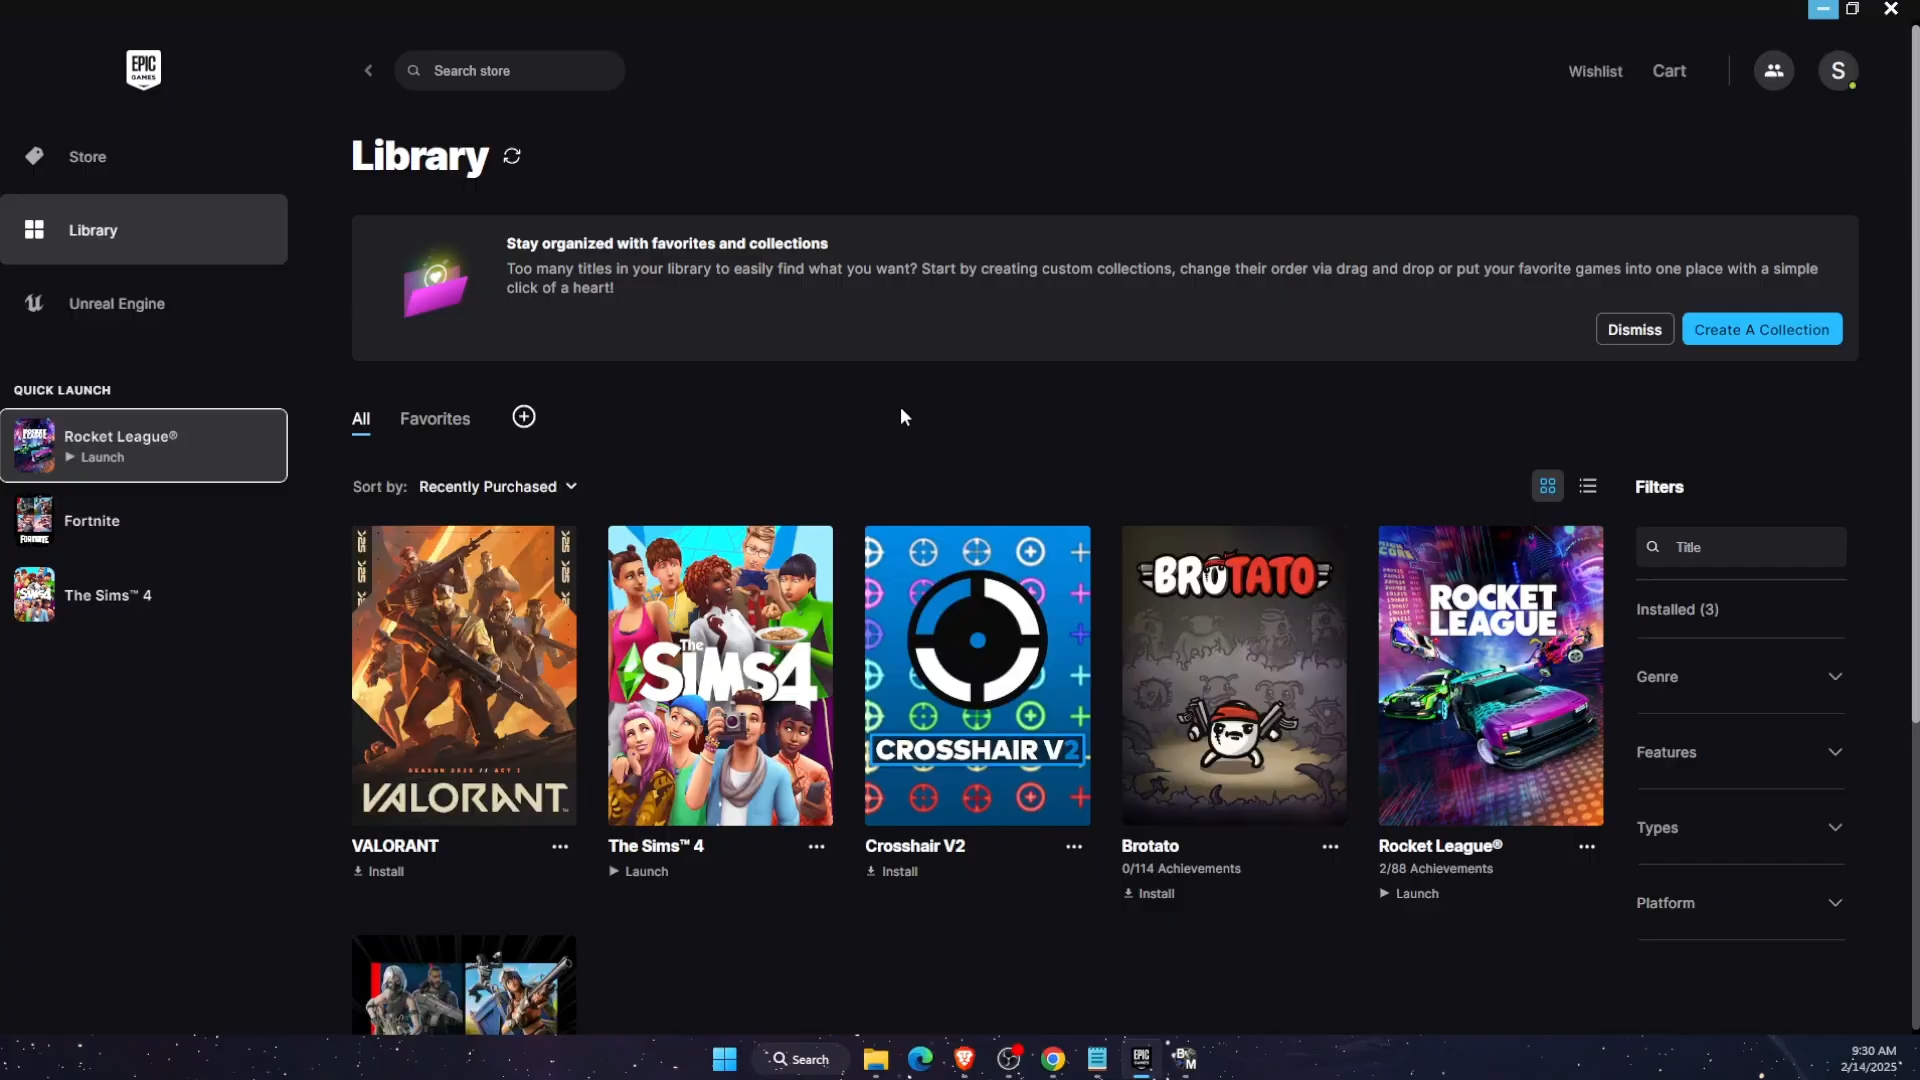 EPIC
GAMES
Search store
Wishlist
Cart
S
Store
Library
Unreal Engine
QUICK LAUNCH
Rocket League®
Launch
Fortnite
The Sims™ 4
Library
Stay organized with favorites and collections
Too many titles in your library to easily find what you want? Start by creating custom collections, change their order via drag and drop or put your favorite games into one place with a simple
click of a heart!
Dismiss
Create A Collection
All
Favorites
Sort by: Recently Purchased
SEASON 2025 // ACT I
VALORANT
VALORANT
Install
The
SIMS4
The Sims™ 4
Launch
CROSSHAIR V2
Crosshair V2
Install
BROTATO
Brotato
0/114 Achievements
Install
ROCKET
LEAGUE
Rocket League®
2/88 Achievements
Launch
Filters
Title
Installed (3)
Genre
Features
Types
Platform
Search
EPIC
GAMES
9:30 AM
2/14/2025